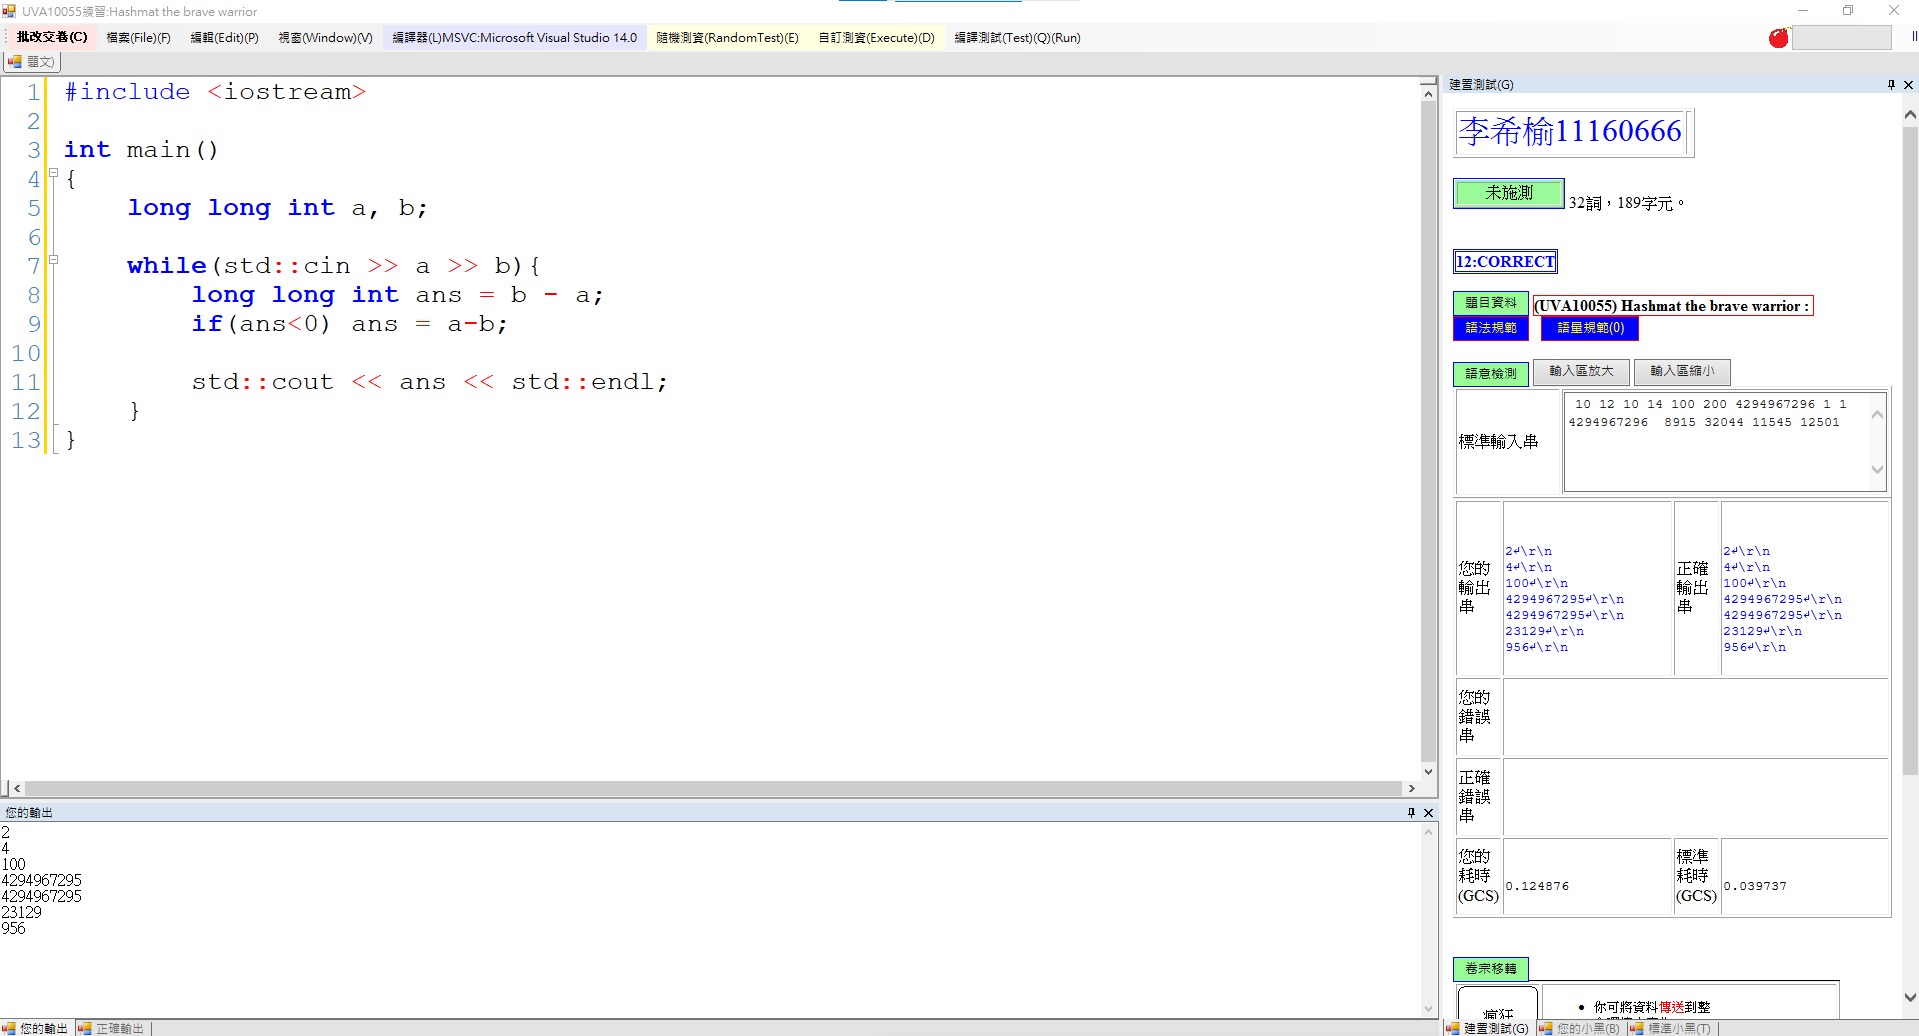 UVA10055練習:Hashmat the brave warrior
批改交卷(C) 檔案(File)(F) 編輯(Edit)(P) 視窗(Window)(V) 編譯器(L)MSVC:Microsoft Visual Studio 14.0 隨機測資(RandomTest)(E) 自訂測資(Execute)(D) 編譯測試(Test)(Q)(Run)
題文)
1 #include <iostream>
2
3 int main()
4 {
5 long long int a, b;
6
7 while(std::cin >> a >> b){
8 long long int ans = b - a;
9 if(ans<0) ans = a-b;
10
11 std::cout << ans << std::endl;
12 }
13 }
您的輸出
2
4
100
4294967295
4294967295
23129
956
您的輸出 正確輸出
建置測試(G)
李希榆11160666
未施測 32詞，189字元。
12:CORRECT
題目資料 (UVA10055) Hashmat the brave warrior :
語法規範 語量規範(0)
語意檢測 輸入區放大 輸入區縮小
標準輸入串
10 12 10 14 100 200 4294967296 1 1
4294967296 8915 32044 11545 12501
您的輸出串
2↲\r\n
4↲\r\n
100↲\r\n
4294967295↲\r\n
4294967295↲\r\n
23129↲\r\n
956↲\r\n
正確輸出串
2↲\r\n
4↲\r\n
100↲\r\n
4294967295↲\r\n
4294967295↲\r\n
23129↲\r\n
956↲\r\n
您的錯誤串
正確錯誤串
您的耗時(GCS) 0.124876 標準耗時(GCS) 0.039737
卷宗移轉
瘋狂
• 你可將資料傳送到整
建置測試(G) 您的小黑(B) 標準小黑(T)